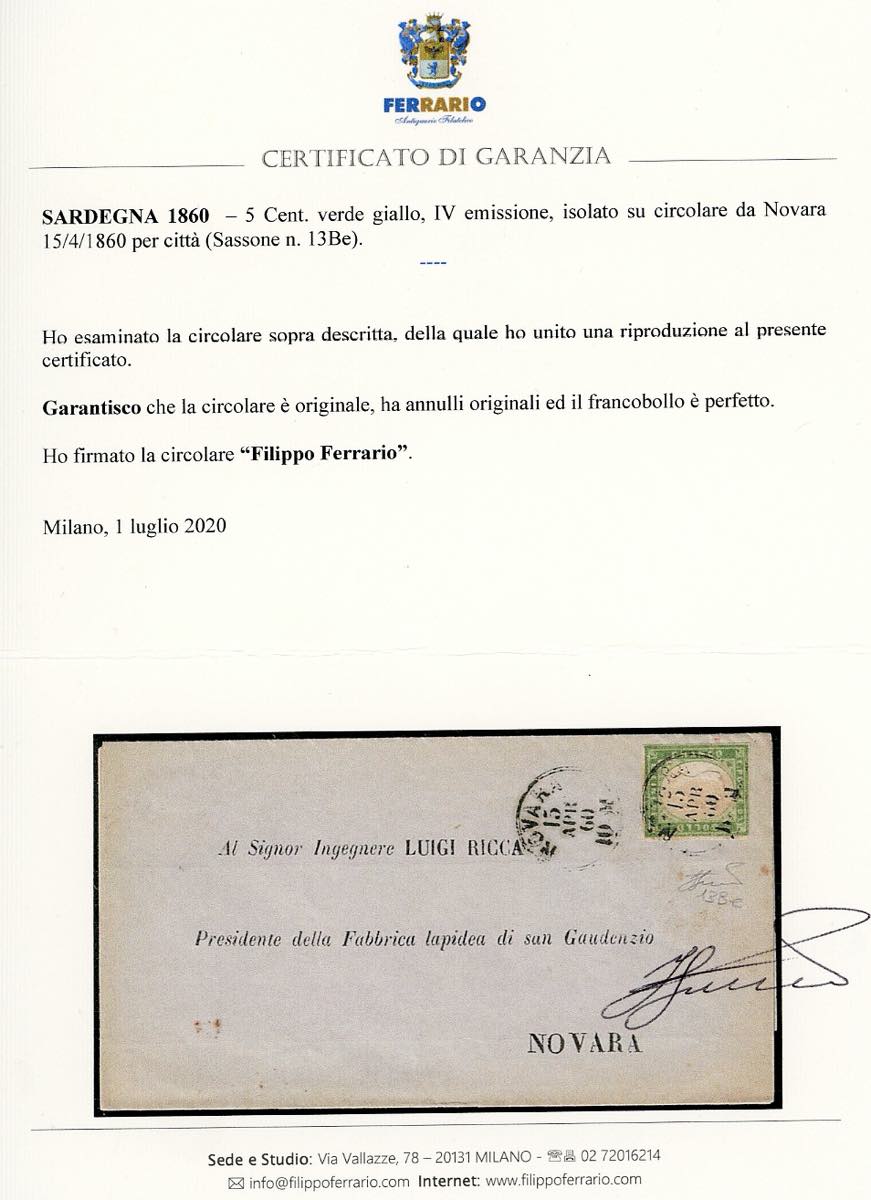 FERRARIO
Antiquario Filatelico
CERTIFICATO DI GARANZIA
SARDEGNA 1860 – 5 Cent. verde giallo, IV emissione, isolato su circolare da Novara
15/4/1860 per città (Sassone n. 13Be).
----
Ho esaminato la circolare sopra descritta, della quale ho unito una riproduzione al presente
certificato.
Garantisco che la circolare è originale, ha annulli originali ed il francobollo è perfetto.
Ho firmato la circolare “Filippo Ferrario”.
Milano, 1 luglio 2020
NOVARA
15
APR
60
10 M
15
APR
60
Al Signor Ingegnere LUIGI RICCA
13Be
Presidente della Fabbrica lapidea di san Gaudenzio
NOVARA
Sede e Studio: Via Vallazze, 78 – 20131 MILANO - 02 72016214
info@filippoferrario.com Internet: www.filippoferrario.com